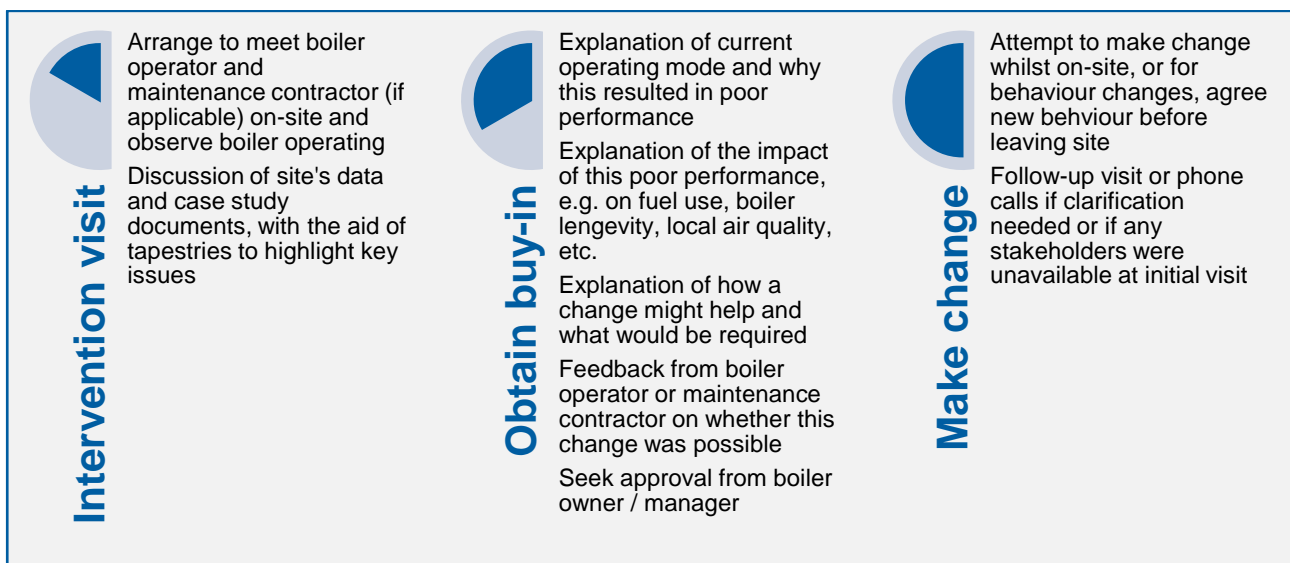 Intervention visit
Arrange to meet boiler
operator and
maintenance contractor (if
applicable) on-site and
observe boiler operating
Discussion of site's data
and case study
documents, with the aid of
tapestries to highlight key
issues
Obtain buy-in
Explanation of current
operating mode and why
this resulted in poor
performance
Explanation of the impact
of this poor performance,
e.g. on fuel use, boiler
lengevity, local air quality,
etc.
Explanation of how a
change might help and
what would be required
Feedback from boiler
operator or maintenance
contractor on whether this
change was possible
Seek approval from boiler
owner / manager
Make change
Attempt to make change
whilst on-site, or for
behaviour changes, agree
new behviour before
leaving site
Follow-up visit or phone
calls if clarification
needed or if any
stakeholders were
unavailable at initial visit